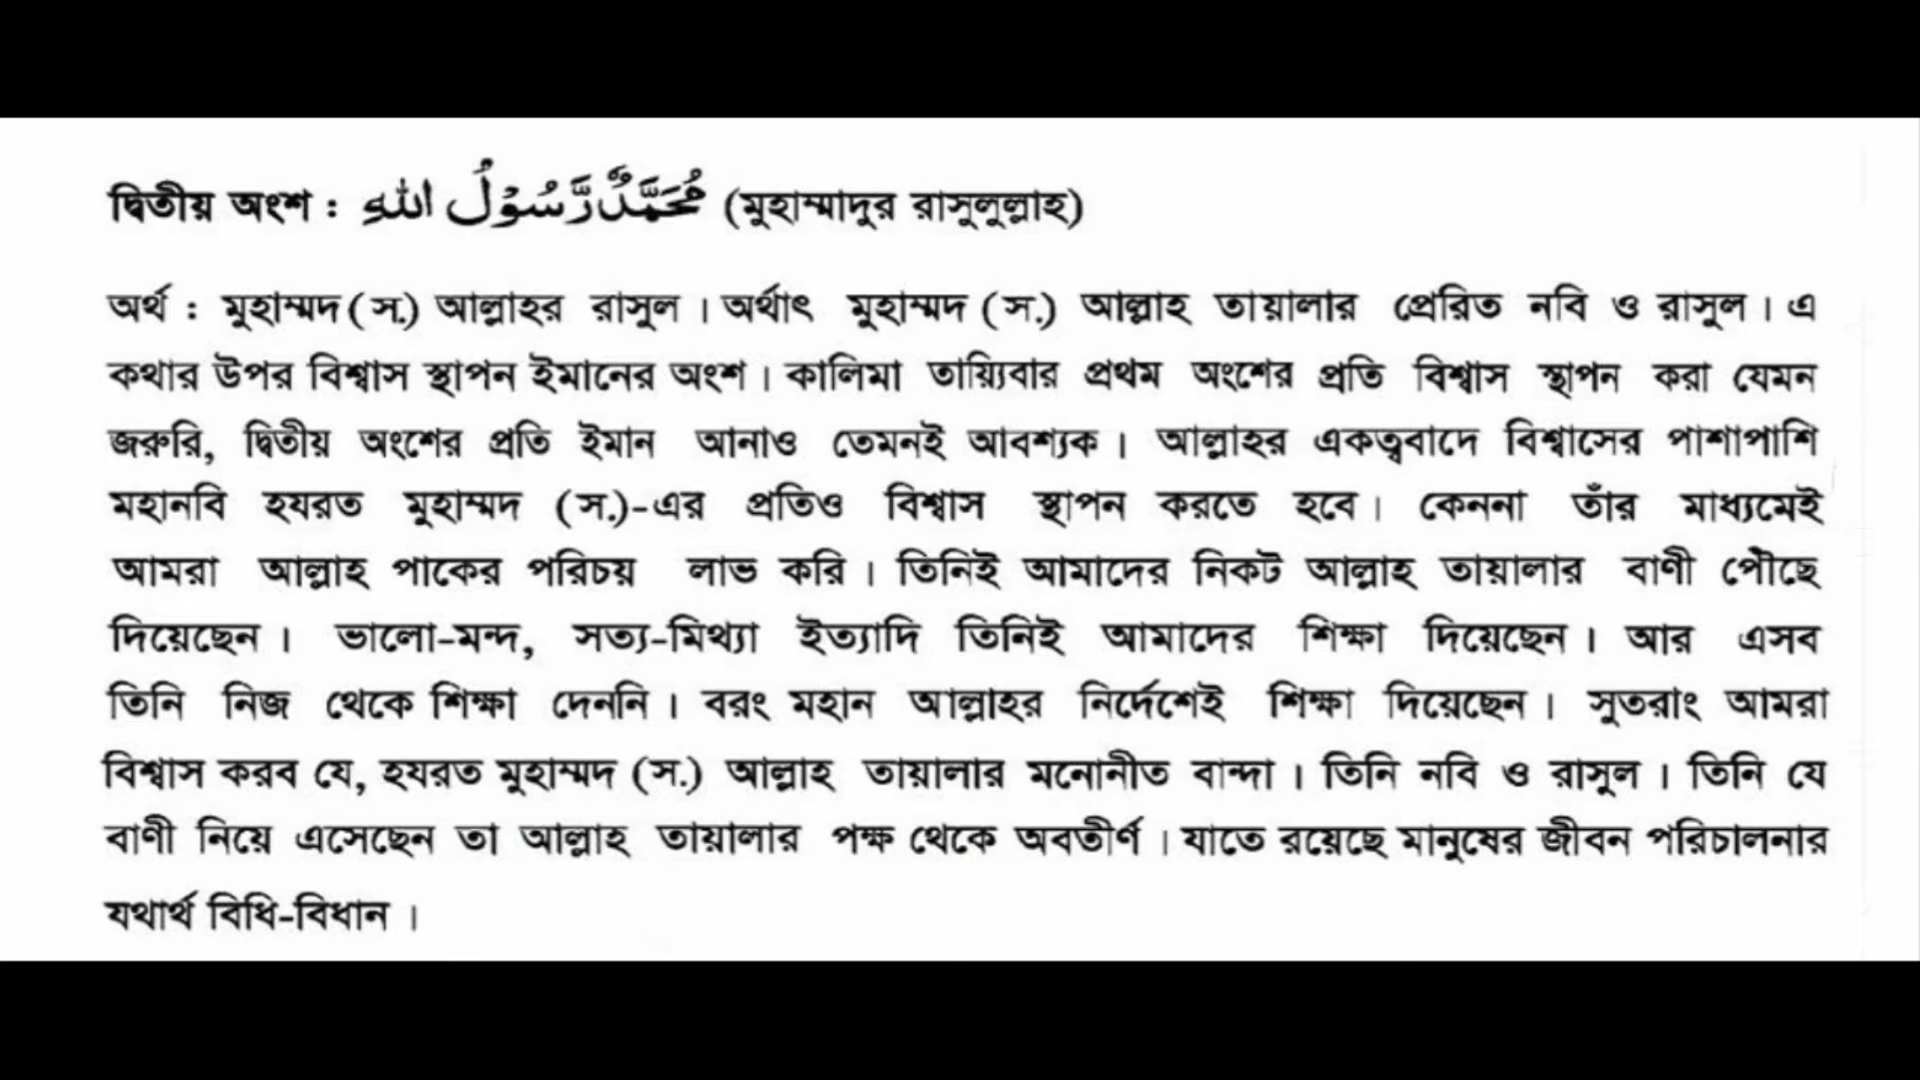 দ্বিতীয় অংশ : مُحَمَّدٌ رَّسُوْلُ اللهِ (মুহাম্মাদুর রাসুলুল্লাহ)
অর্থ : মুহাম্মদ (স.) আল্লাহর রাসুল । অর্থাৎ মুহাম্মদ (স.) আল্লাহ তায়ালার প্রেরিত নবি ও রাসুল । এ
কথার উপর বিশ্বাস স্থাপন ইমানের অংশ । কালিমা তায়্যিবার প্রথম অংশের প্রতি বিশ্বাস স্থাপন করা যেমন
জরুরি, দ্বিতীয় অংশের প্রতি ইমান আনাও তেমনই আবশ্যক । আল্লাহর একত্ববাদে বিশ্বাসের পাশাপাশি
মহানবি হযরত মুহাম্মদ (স.)-এর প্রতিও বিশ্বাস স্থাপন করতে হবে । কেননা তাঁর মাধ্যমেই
আমরা আল্লাহ পাকের পরিচয় লাভ করি । তিনিই আমাদের নিকট আল্লাহ তায়ালার বাণী পৌঁছে
দিয়েছেন । ভালো-মন্দ, সত্য-মিথ্যা ইত্যাদি তিনিই আমাদের শিক্ষা দিয়েছেন । আর এসব
তিনি নিজ থেকে শিক্ষা দেননি । বরং মহান আল্লাহর নির্দেশেই শিক্ষা দিয়েছেন । সুতরাং আমরা
বিশ্বাস করব যে, হযরত মুহাম্মদ (স.) আল্লাহ তায়ালার মনোনীত বান্দা । তিনি নবি ও রাসুল । তিনি যে
বাণী নিয়ে এসেছেন তা আল্লাহ তায়ালার পক্ষ থেকে অবতীর্ণ । যাতে রয়েছে মানুষের জীবন পরিচালনার
যথার্থ বিধি-বিধান ।